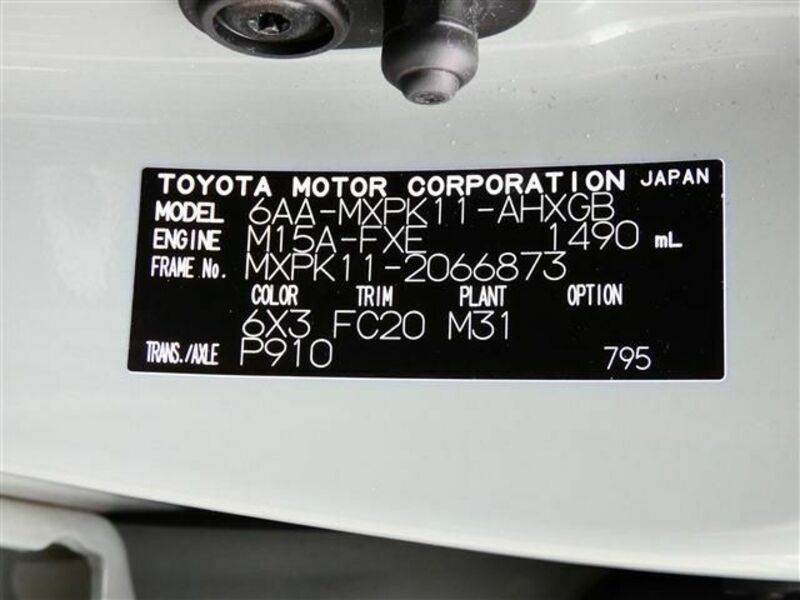 TOYOTA MOTOR CORPORATION JAPAN
MODEL 6AA-MXPK11-AHXGB
ENGINE M15A-FXE 1490 mL
FRAME No. MXPK11-2066873
COLOR TRIM PLANT OPTION
6X3 FC20 M31
TRANS./AXLE P910 795